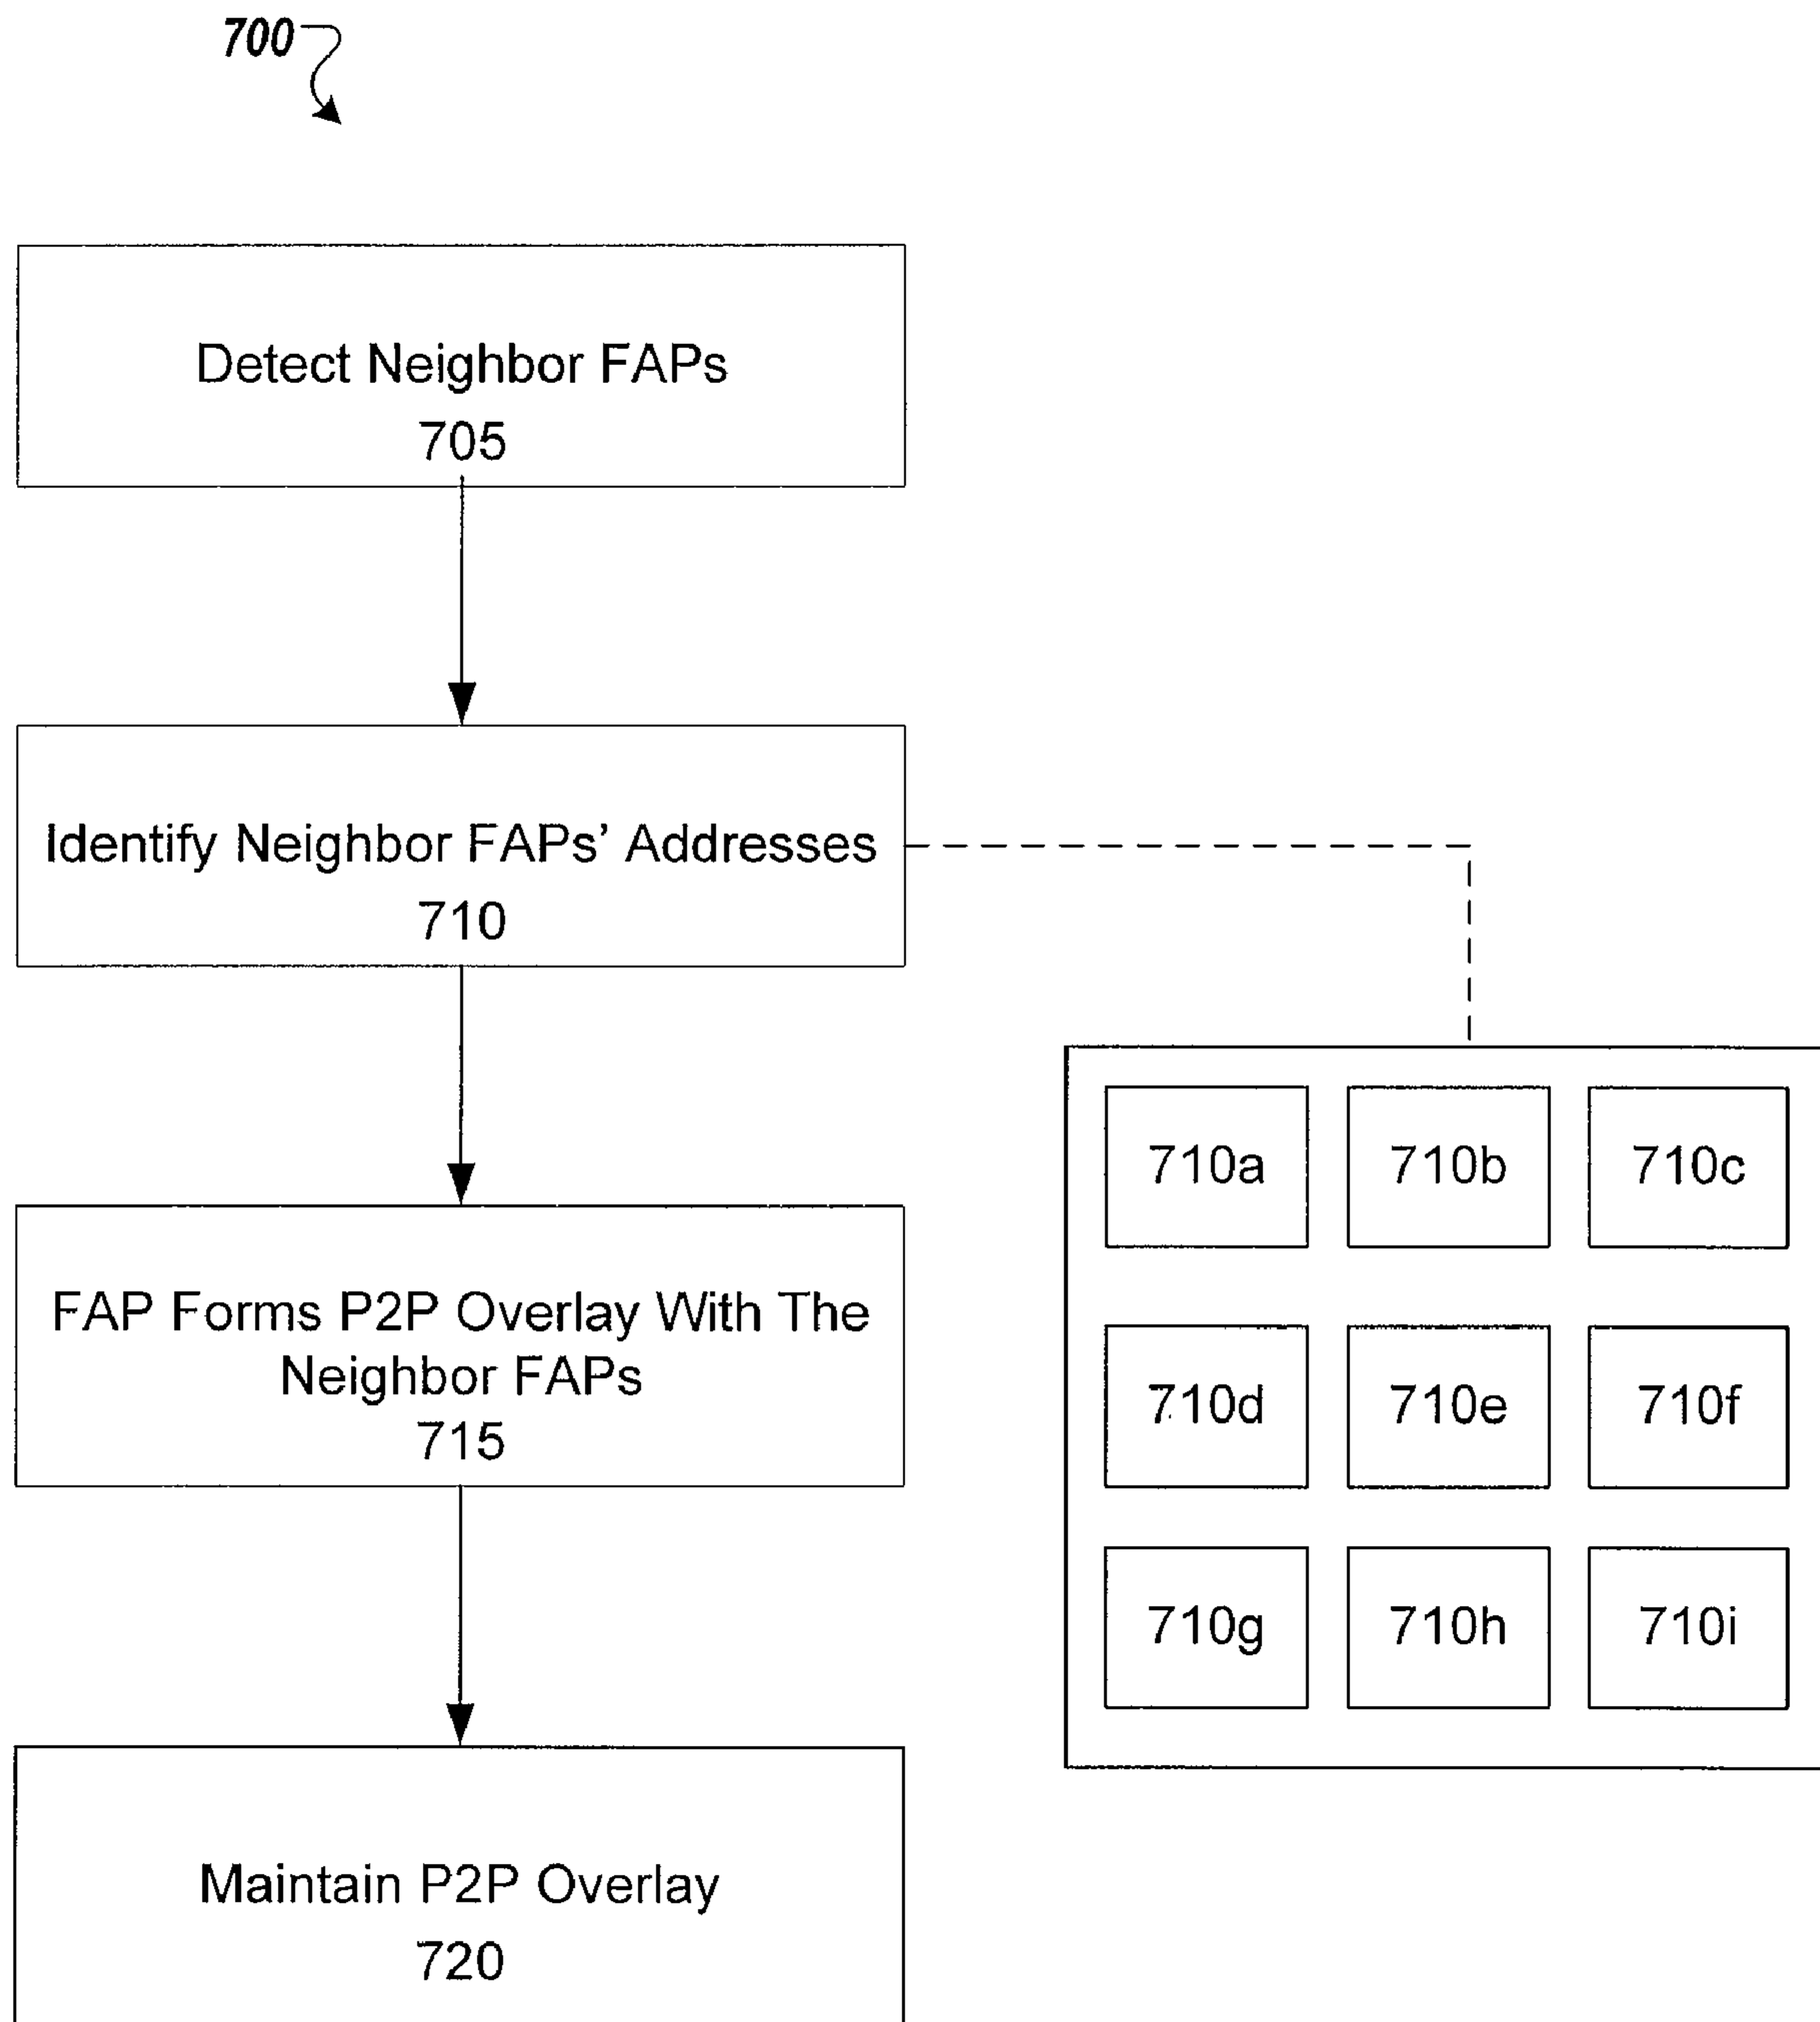 700
Detect Neighbor FAPs
705
Identify Neighbor FAPs’ Addresses
710
FAP Forms P2P Overlay With The
Neighbor FAPs
715
Maintain P2P Overlay
720
710a 710b 710c
710d 710e 710f
710g 710h 710i